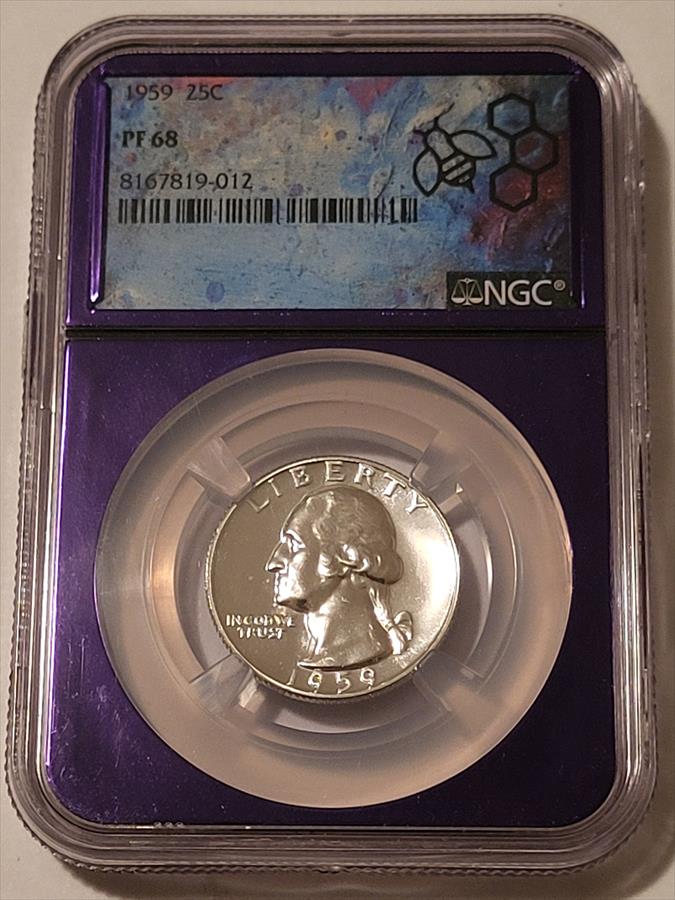 1959 25C
PF 68
8167819-012
NGC®
LIBERTY
IN GOD WE
TRUST
1959